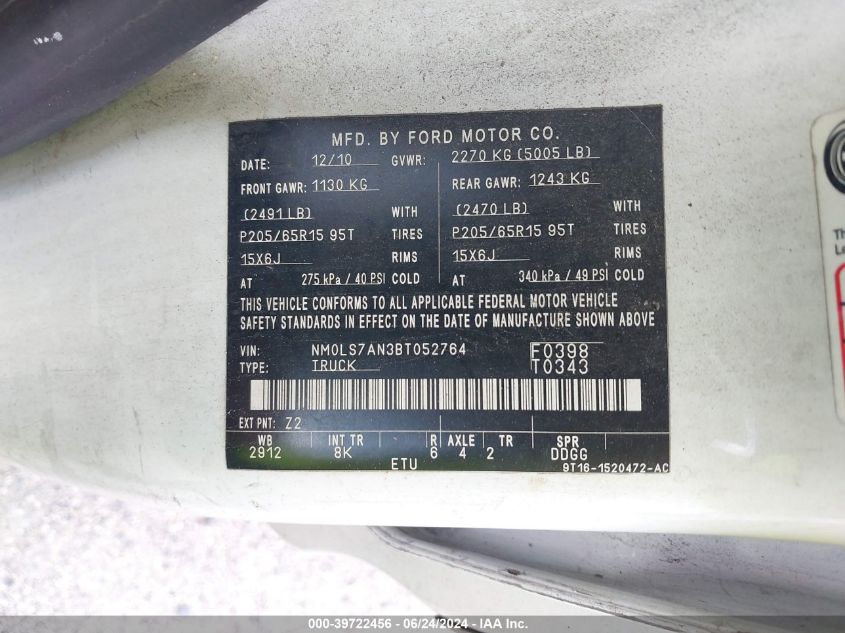 MFD. BY FORD MOTOR CO.
DATE: 12/10 GVWR: 2270 KG (5005 LB)
FRONT GAWR: 1130 KG REAR GAWR: 1243 KG
(2491 LB) WITH (2470 LB) WITH
P205/65R15 95T TIRES P205/65R15 95T TIRES
15X6J RIMS 15X6J RIMS
AT 275 kPa / 40 PSI COLD AT 340 kPa / 49 PSI COLD
THIS VEHICLE CONFORMS TO ALL APPLICABLE FEDERAL MOTOR VEHICLE
SAFETY STANDARDS IN EFFECT ON THE DATE OF MANUFACTURE SHOWN ABOVE
VIN: NM0LS7AN3BT052764 F0398
TYPE: TRUCK T0343
EXT PNT: Z2
WB INT TR R AXLE TR SPR
2912 8K 6 4 2 DDGG
ETU 9T16-1520472-AC
000-39722456 - 06/24/2024 - IAAI.com